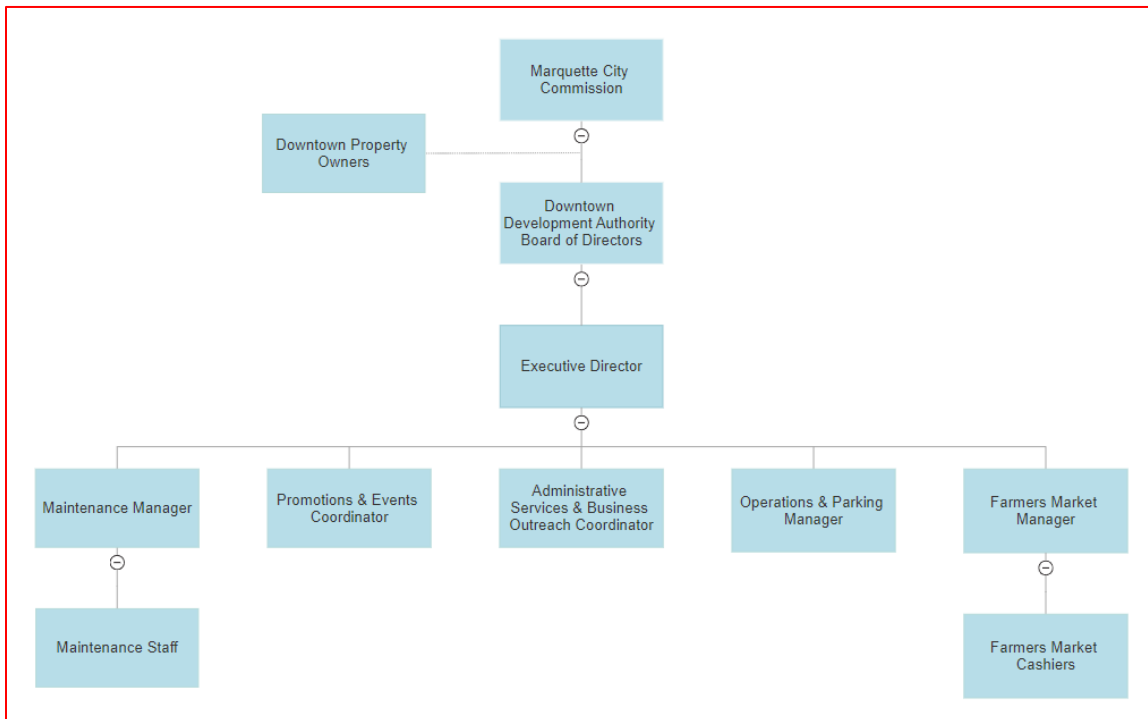 Marquette City
Commission
Downtown Property
Owners
Downtown
Development Authority
Board of Directors
Executive Director
Maintenance Manager
Promotions & Events
Coordinator
Administrative
Services & Business
Outreach Coordinator
Operations & Parking
Manager
Farmers Market
Manager
Maintenance Staff
Farmers Market
Cashiers